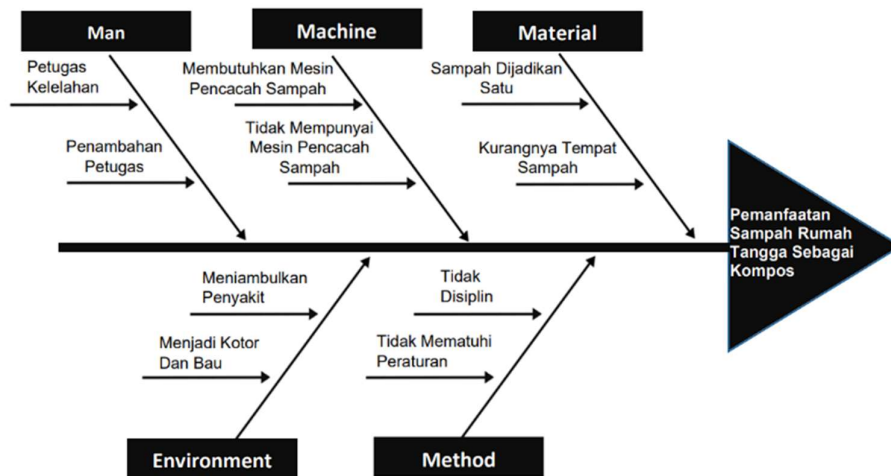 Man
Machine
Material
Petugas
Kelelahan
Membutuhkan Mesin
Pencacah Sampah
Sampah Dijadikan
Satu
Penambahan
Petugas
Tidak Mempunyai
Mesin Pencacah
Sampah
Kurangnya Tempat
Sampah
Pemanfaatan
Sampah Rumah
Tangga Sebagai
Kompos
Meniambulkan
Penyakit
Tidak
Disiplin
Menjadi Kotor
Dan Bau
Tidak Mematuhi
Peraturan
Environment
Method